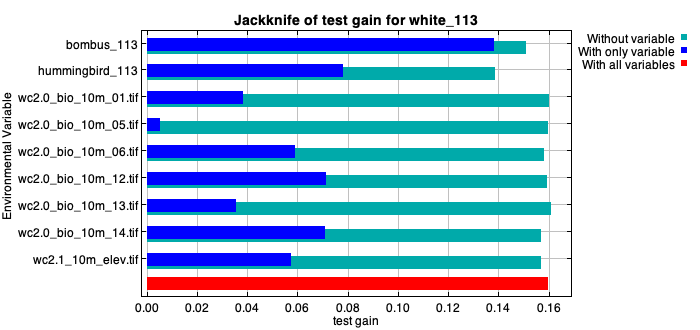 Jackknife of test gain for white_113
Environmental Variable
bombus_113
hummingbird_113
wc2.0_bio_10m_01.tif
wc2.0_bio_10m_05.tif
wc2.0_bio_10m_06.tif
wc2.0_bio_10m_12.tif
wc2.0_bio_10m_13.tif
wc2.0_bio_10m_14.tif
wc2.1_10m_elev.tif
Without variable
With only variable
With all variables
0.00 0.02 0.04 0.06 0.08 0.10 0.12 0.14 0.16
test gain